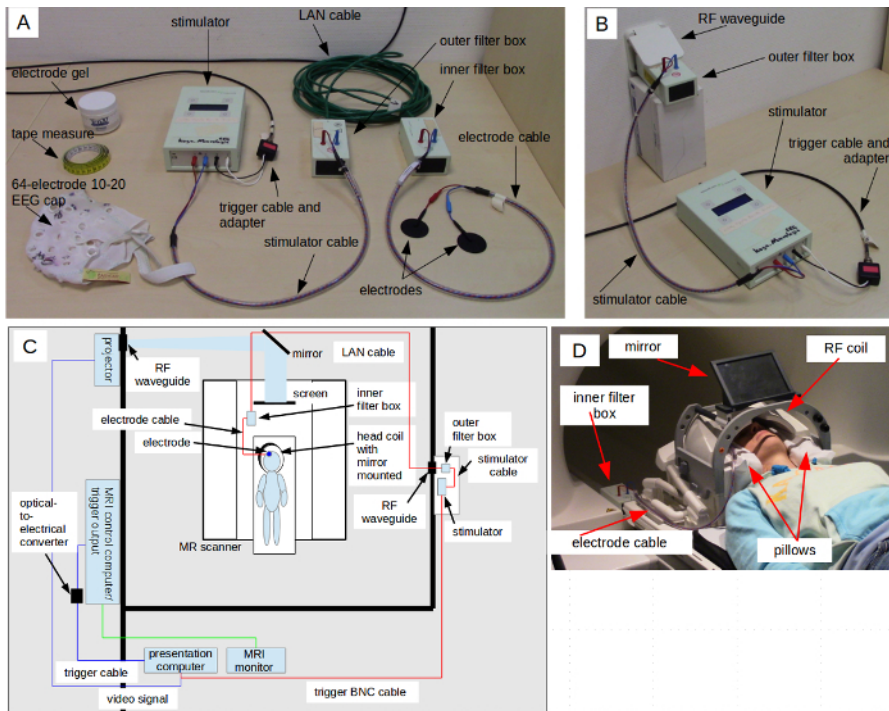 A
stimulator
LAN cable
outer filter box
inner filter box
electrode gel
tape measure
64-electrode 10-20
EEG cap
electrode cable
trigger cable and
adapter
stimulator cable
electrodes
B
RF waveguide
outer filter box
stimulator
trigger cable and
adapter
stimulator cable
C
projector
RF
waveguide
mirror
LAN cable
screen
inner
filter box
electrode cable
electrode
head coil
with
mirror
mounted
outer
filter box
stimulator
cable
RF
waveguide
stimulator
MR scanner
optical-
to-
electrical
converter
MRI control computer/
trigger output
presentation
computer
MRI
monitor
trigger cable
video signal
trigger BNC cable
D
mirror
RF coil
inner filter
box
electrode cable
pillows